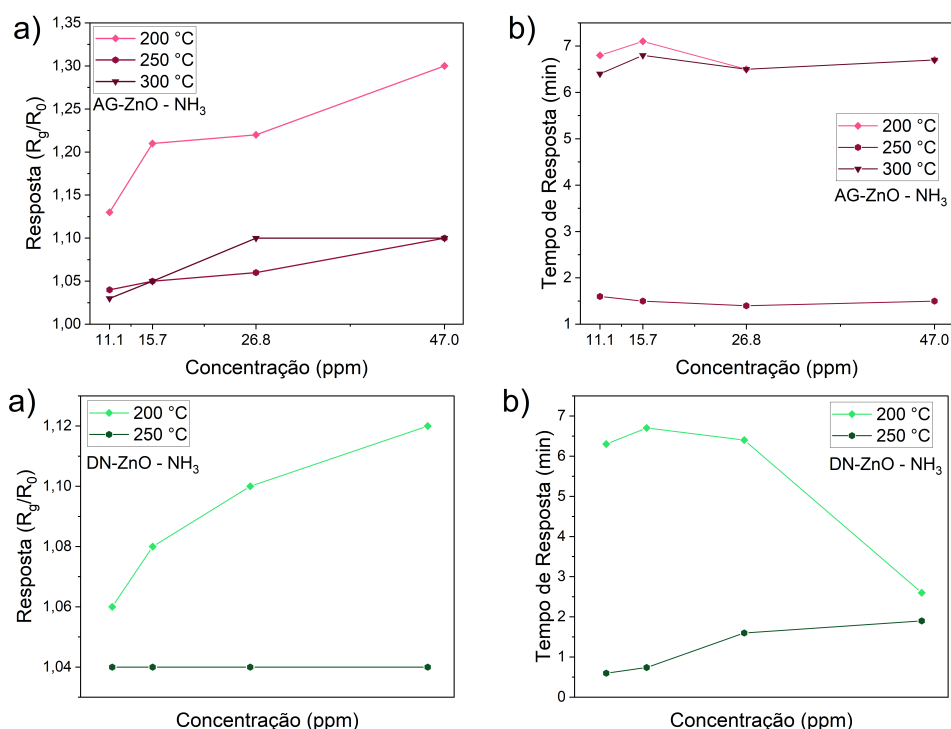 a)
1,35
1,30
1,25
1,20
1,15
1,10
1,05
1,00
Resposta (Rg/R0)
200 °C
250 °C
300 °C
AG-ZnO - NH3
11.1 15.7 26.8 47.0
Concentração (ppm)
b)
7
6
5
4
3
2
1
Tempo de Resposta (min)
200 °C
250 °C
300 °C
AG-ZnO - NH3
11.1 15.7 26.8 47.0
Concentração (ppm)
a)
1,12
1,10
1,08
1,06
1,04
Resposta (Rg/R0)
200 °C
250 °C
DN-ZnO - NH3
Concentração (ppm)
b)
7
6
5
4
3
2
1
0
Tempo de Resposta (min)
200 °C
250 °C
DN-ZnO - NH3
Concentração (ppm)